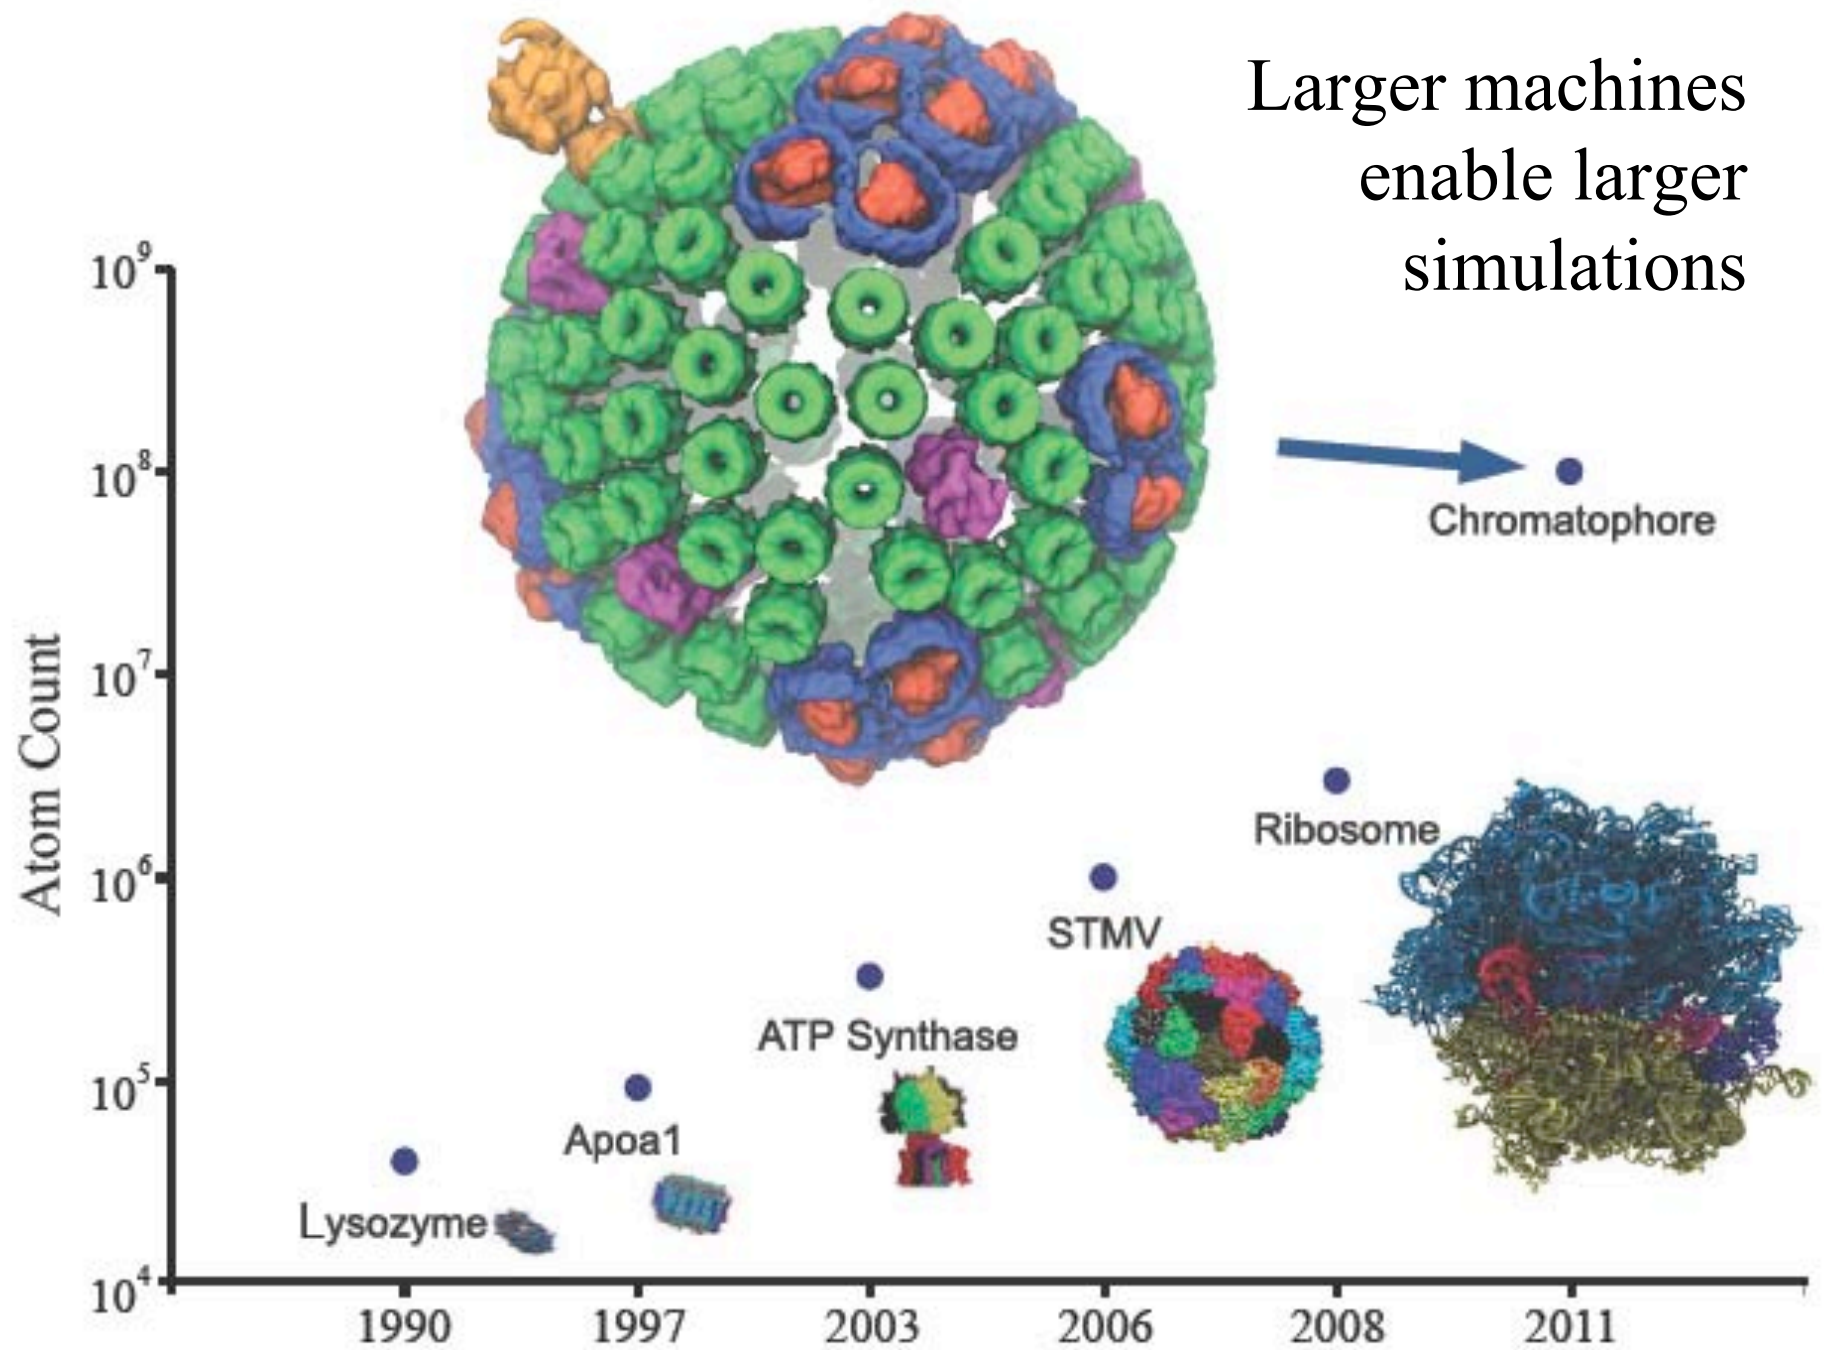 Larger machines
enable larger
simulations
Atom Count
10⁹
10⁸
10⁷
10⁶
10⁵
10⁴
Chromatophore
Ribosome
STMV
ATP Synthase
Apoa1
Lysozyme
1990 1997 2003 2006 2008 2011